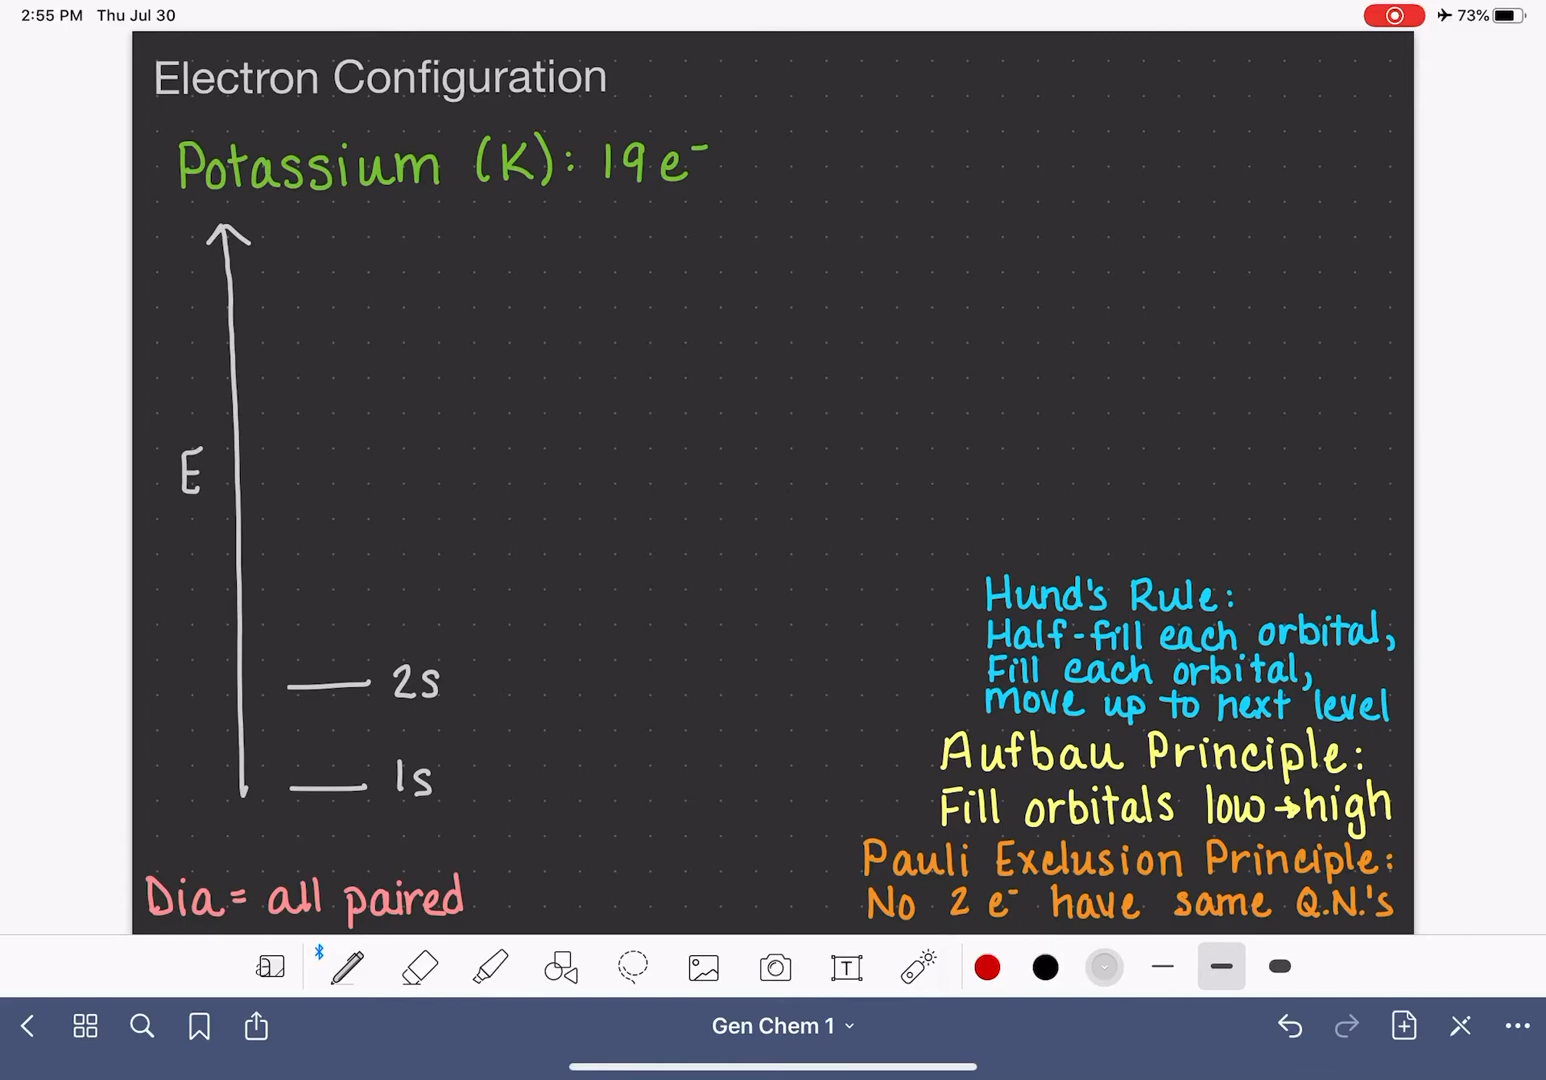 2:55 PM Thu Jul 30
73%
Electron Configuration
Potassium (K): 19 e⁻
E
2s
1s
Hund's Rule:
Half-fill each orbital,
Fill each orbital,
move up to next level
Aufbau Principle:
Fill orbitals low→high
Pauli Exclusion Principle:
No 2 e⁻ have same Q.N.'s
Dia= all paired
T
Gen Chem 1